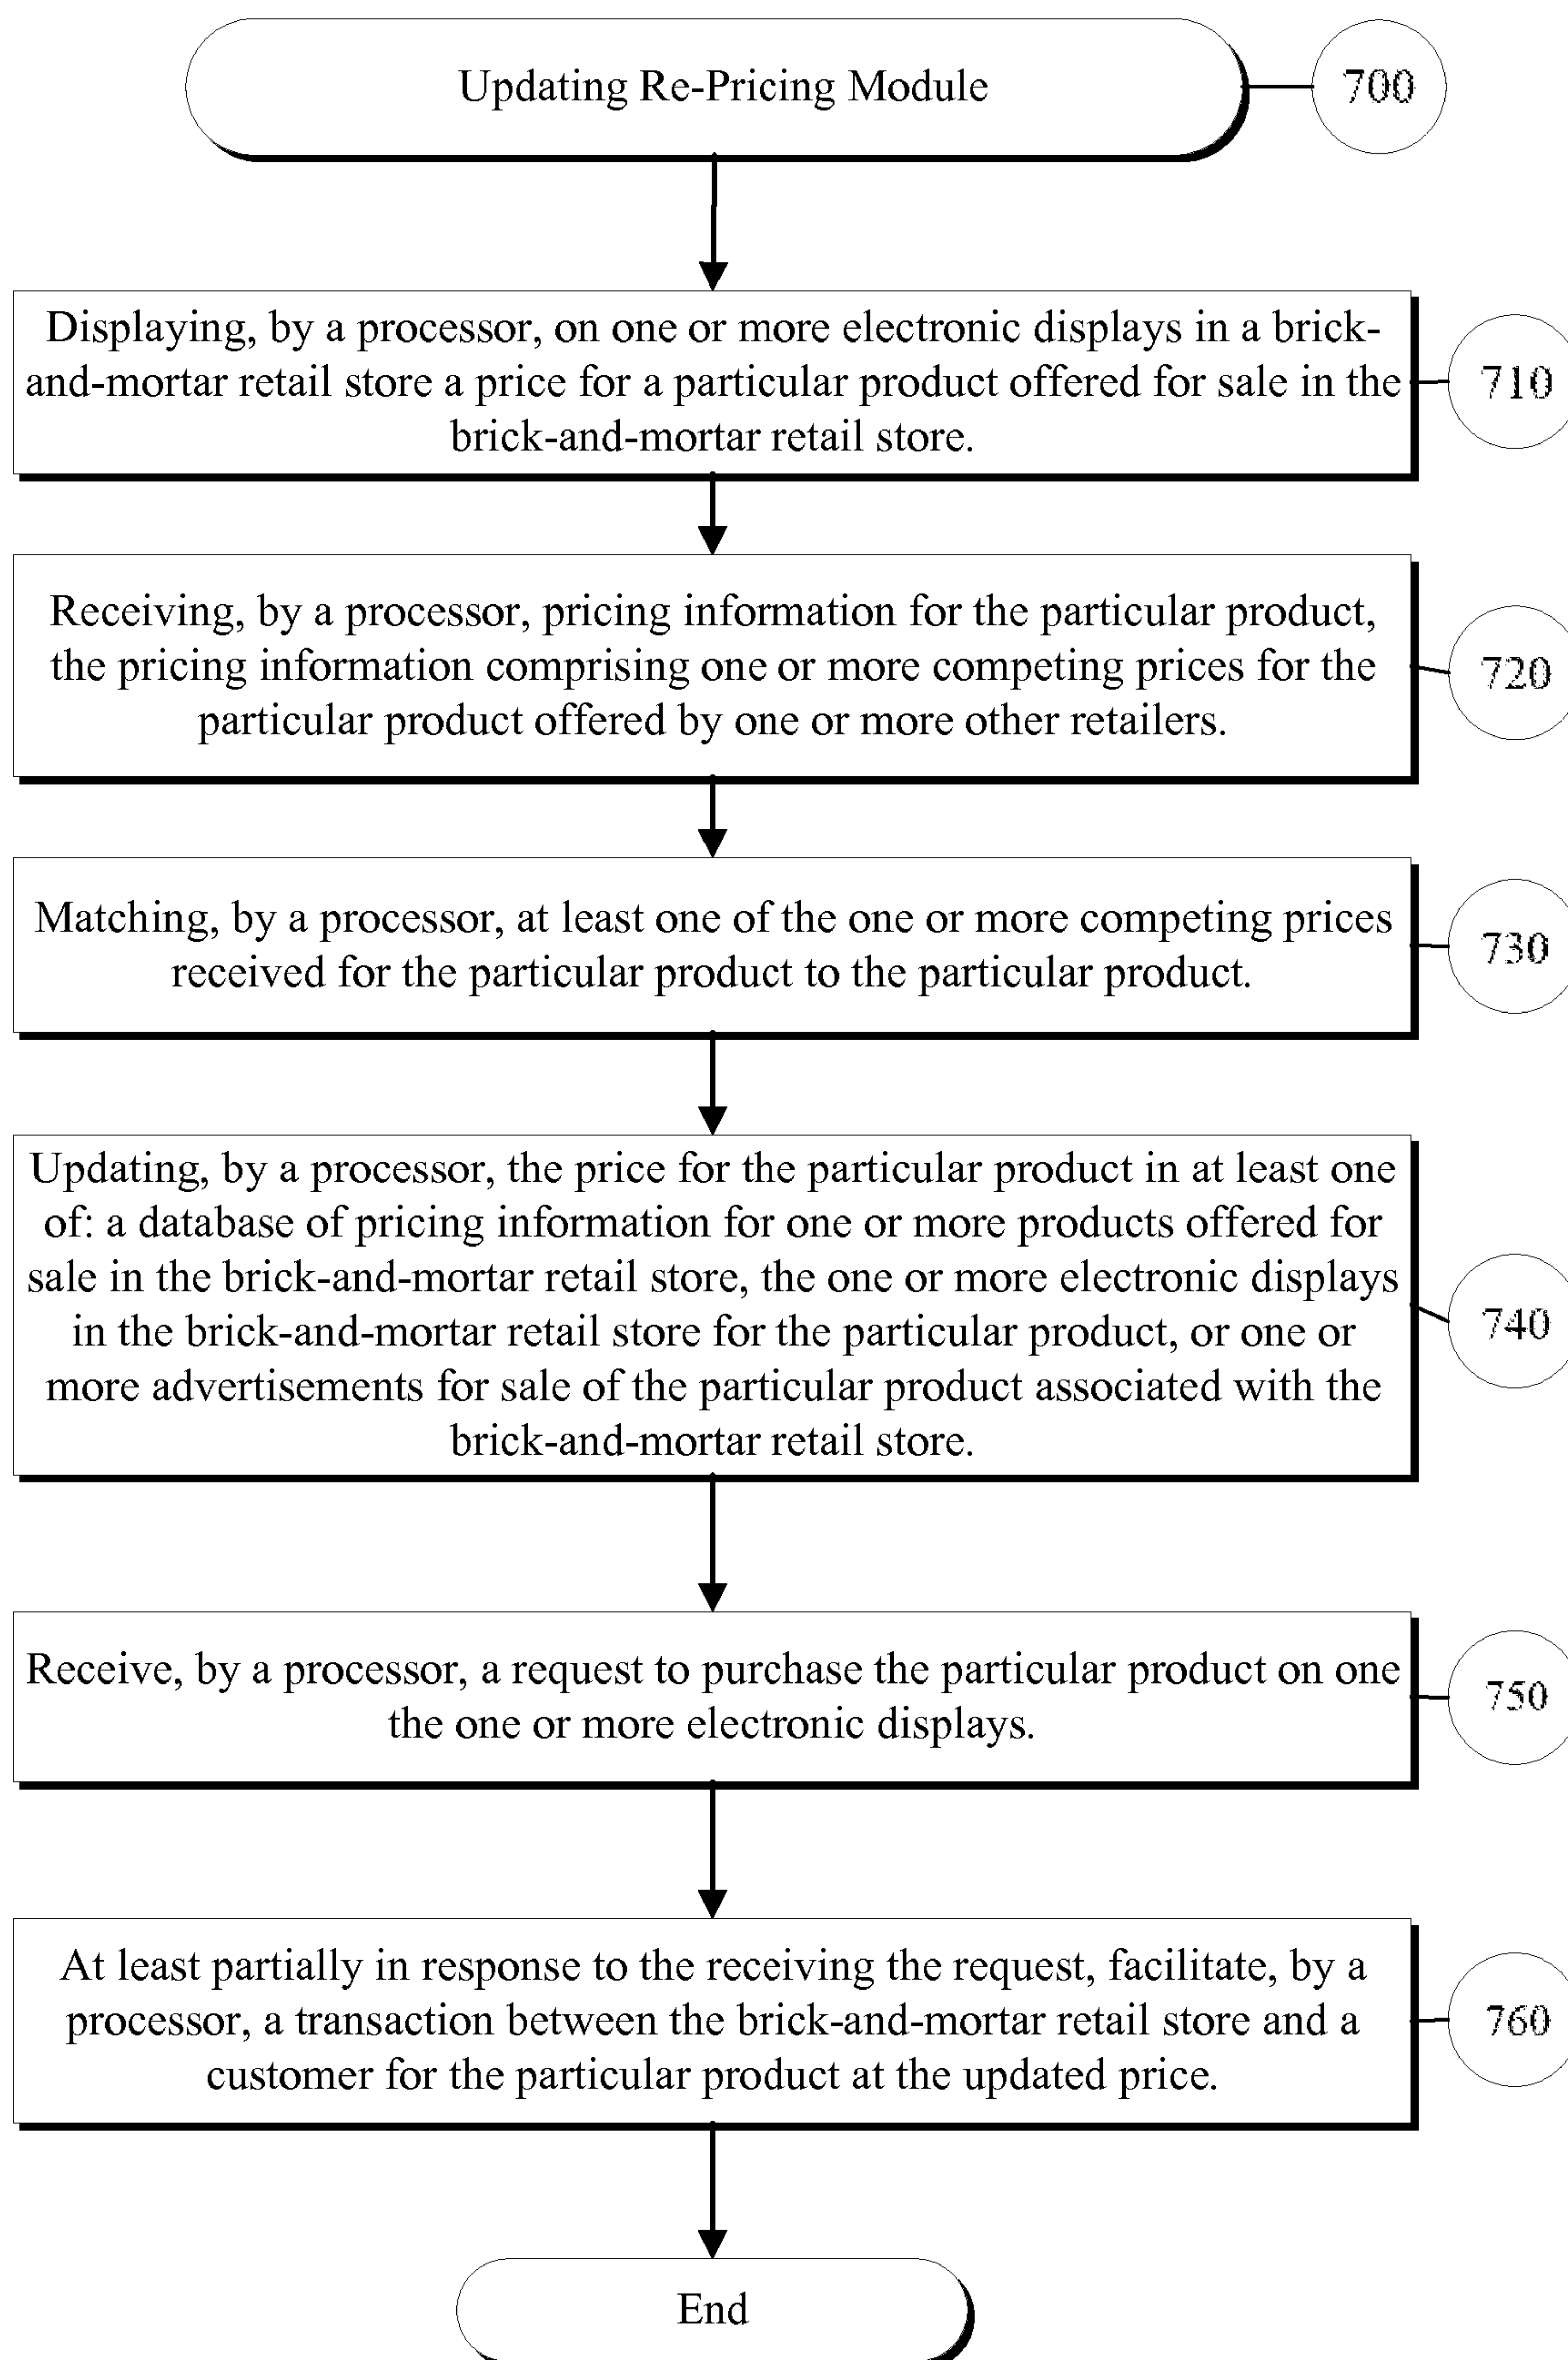 Updating Re-Pricing Module
700
Displaying, by a processor, on one or more electronic displays in a brick-
and-mortar retail store a price for a particular product offered for sale in the
brick-and-mortar retail store.
710
Receiving, by a processor, pricing information for the particular product,
the pricing information comprising one or more competing prices for the
particular product offered by one or more other retailers.
720
Matching, by a processor, at least one of the one or more competing prices
received for the particular product to the particular product.
730
Updating, by a processor, the price for the particular product in at least one
of: a database of pricing information for one or more products offered for
sale in the brick-and-mortar retail store, the one or more electronic displays
in the brick-and-mortar retail store for the particular product, or one or
more advertisements for sale of the particular product associated with the
brick-and-mortar retail store.
740
Receive, by a processor, a request to purchase the particular product on one
the one or more electronic displays.
750
At least partially in response to the receiving the request, facilitate, by a
processor, a transaction between the brick-and-mortar retail store and a
customer for the particular product at the updated price.
760
End